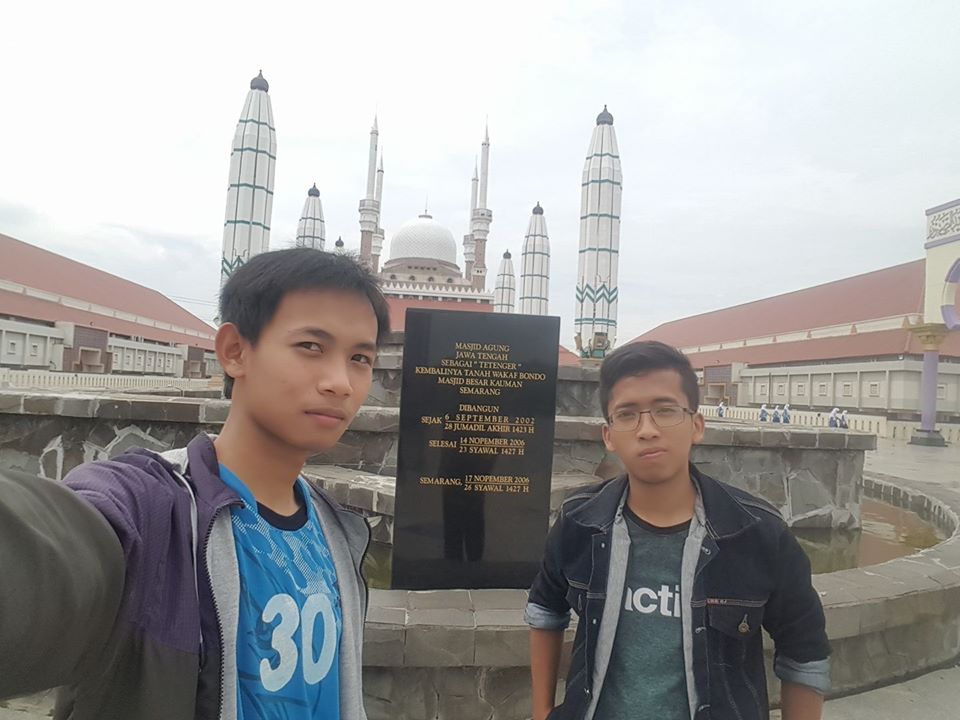 MASJID AGUNG
JAWA TENGAH
SEBAGAI " TETENGER "
KEMBALINYA TANAH WAKAF BONDO
MASJID BESAR KAUMAN
SEMARANG
DIBANGUN
SEJAK 6 SEPTEMBER 2002
28 JUMADIL AKHIR 1423 H
SELESAI 14 NOPEMBER 2006
23 SYAWAL 1427 H
SEMARANG, 17 NOPEMBER 2006
26 SYAWAL 1427 H
30
acti